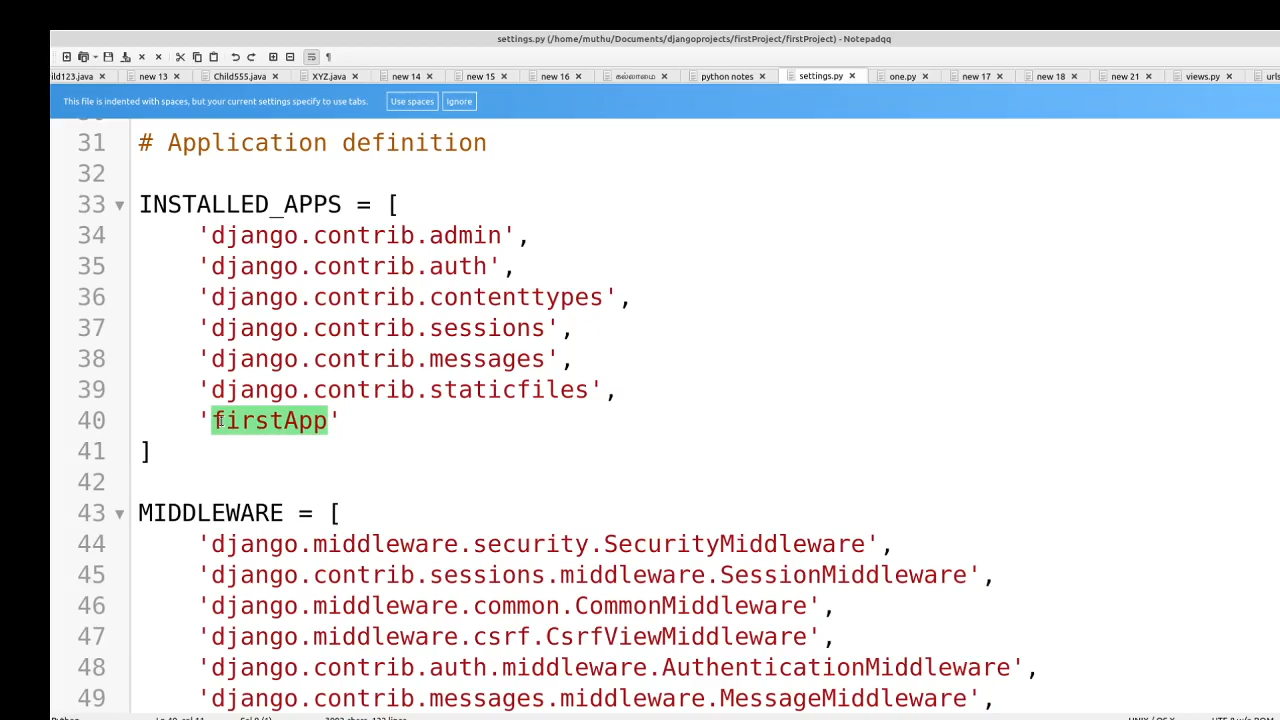 settings.py (/home/muthu/Documents/djangoprojects/firstProject/firstProject) - Notepadqq
ild123.java new 13 Child555.java XYZ.java new 14 new 15 new 16 கல்லாமை python notes settings.py one.py new 17 new 18 new 21 views.py urls
This file is indented with spaces, but your current settings specify to use tabs. Use spaces Ignore
31 # Application definition
32
33 INSTALLED_APPS = [
34 'django.contrib.admin',
35 'django.contrib.auth',
36 'django.contrib.contenttypes',
37 'django.contrib.sessions',
38 'django.contrib.messages',
39 'django.contrib.staticfiles',
40 'firstApp'
41 ]
42
43 MIDDLEWARE = [
44 'django.middleware.security.SecurityMiddleware',
45 'django.contrib.sessions.middleware.SessionMiddleware',
46 'django.middleware.common.CommonMiddleware',
47 'django.middleware.csrf.CsrfViewMiddleware',
48 'django.contrib.auth.middleware.AuthenticationMiddleware',
49 'django.contrib.messages.middleware.MessageMiddleware',